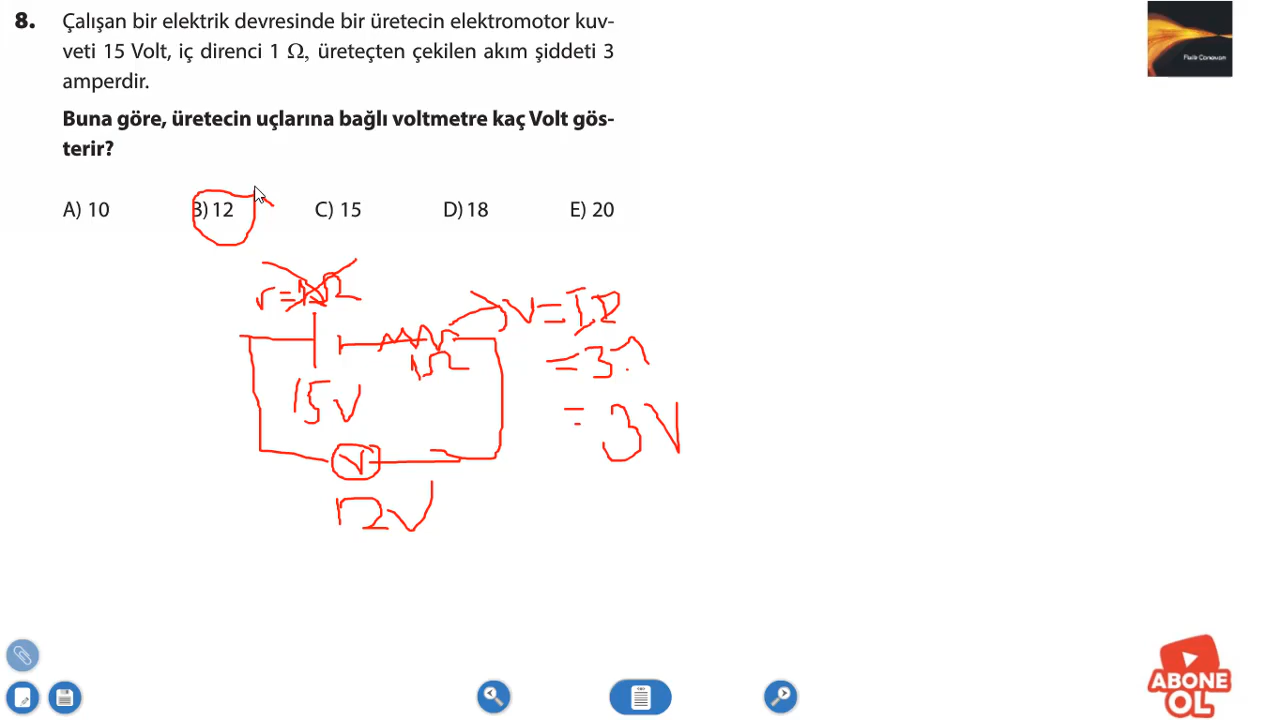 8. Çalışan bir elektrik devresinde bir üretecin elektromotor kuv-
veti 15 Volt, iç direnci 1 Ω, üreteçten çekilen akım şiddeti 3
amperdir.
Buna göre, üretecin uçlarına bağlı voltmetre kaç Volt gös-
terir?
A) 10 B) 12 C) 15 D) 18 E) 20
r=1Ω
V=I.R
1Ω
=3.1
15V
= 3V
V
12V
ABONE
OL